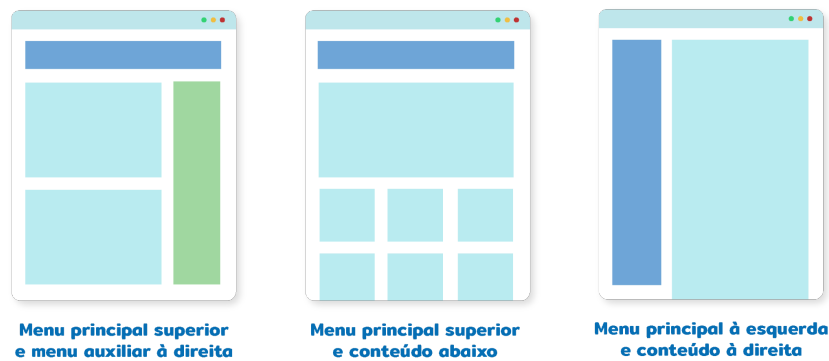 Menu principal superior
e menu auxiliar à direita
Menu principal superior
e conteúdo abaixo
Menu principal à esquerda
e conteúdo à direita